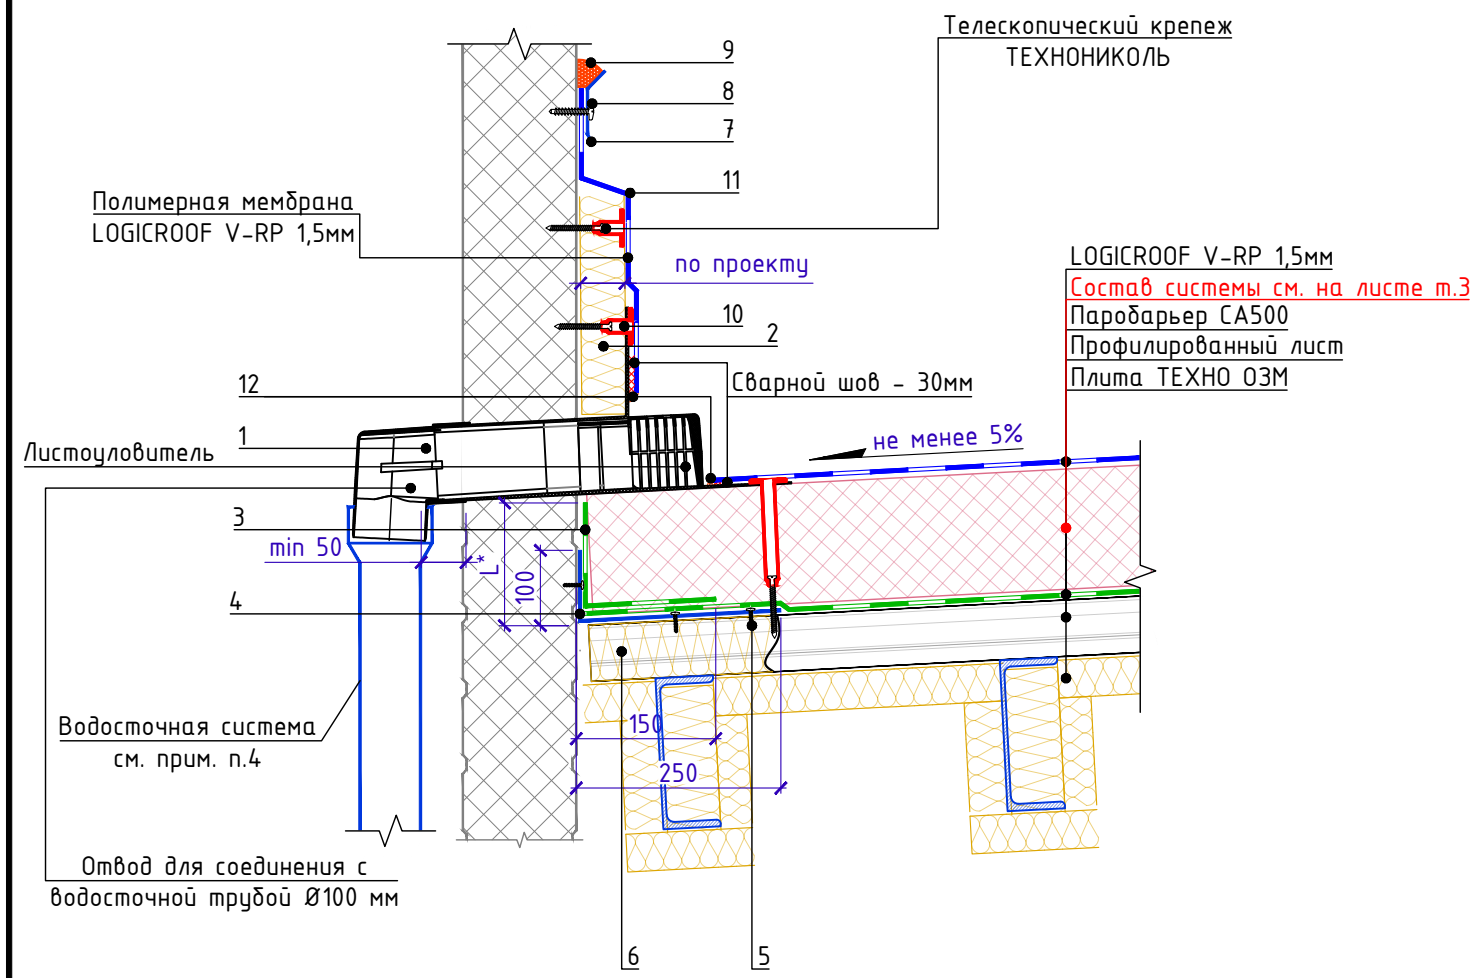 Телескопический крепеж
ТЕХНОНИКОЛЬ
9
8
7
11
Полимерная мембрана
LOGICROOF V-RP 1,5мм
по проекту
LOGICROOF V-RP 1,5мм
Состав системы см. на листе т.3
Паробарьер СА500
Профилированный лист
Плита ТЕХНО ОЗМ
10
2
12
Сварной шов - 30мм
1
Листоуловитель
не менее 5%
3
min 50
L*
100
4
150
250
Водосточная система
см. прим. п.4
Отвод для соединения с
водосточной трубой Ø100 мм
6
5